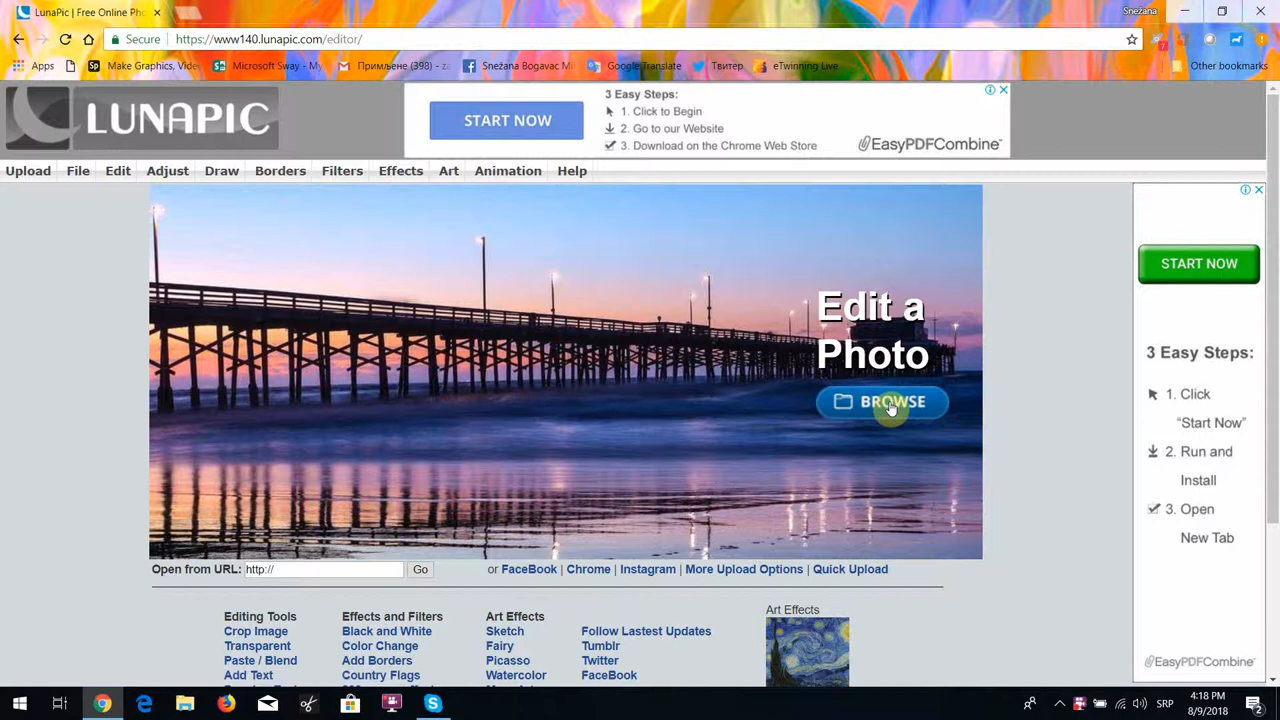 LunaPic | Free Online Pho
Snežana
Secure https://www140.lunapic.com/editor/
Apps
Make Graphics, Vide
Microsoft Sway - My
Примљене (398) - za
Sneżana Bogavac Mi
Google Translate
Твитер
eTwinning Live
Other bookmarks
LUNAPIC
START NOW
3 Easy Steps:
1. Click to Begin
2. Go to our Website
3. Download on the Chrome Web Store
EasyPDFCombine
Upload File Edit Adjust Draw Borders Filters Effects Art Animation Help
Edit a
Photo
BROWSE
START NOW
3 Easy Steps:
1. Click
“Start Now”
2. Run and
Install
3. Open
New Tab
EasyPDFCombine
Open from URL: http:// Go or FaceBook | Chrome | Instagram | More Upload Options | Quick Upload
Editing Tools
Crop Image
Transparent
Paste / Blend
Add Text
Effects and Filters
Black and White
Color Change
Add Borders
Country Flags
Art Effects
Sketch
Fairy
Picasso
Watercolor
Follow Lastest Updates
Tumblr
Twitter
FaceBook
Art Effects
4:18 PM
SRP
8/9/2018
2